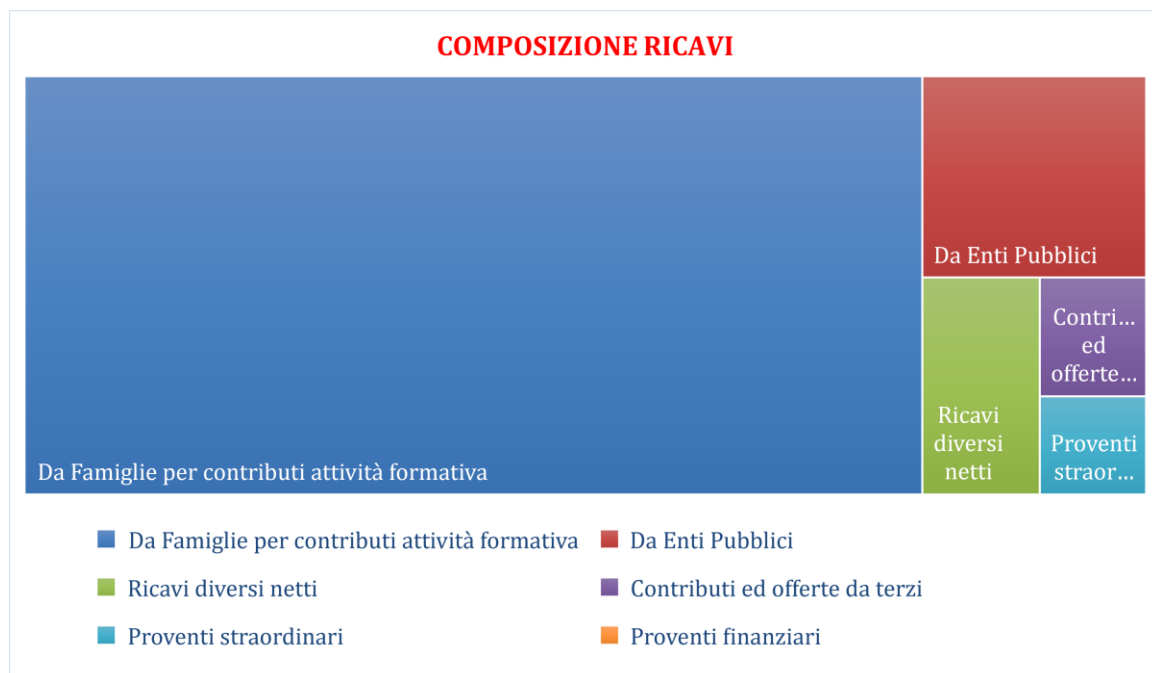 COMPOSIZIONE RICAVI
Da Famiglie per contributi attività formativa
Da Enti Pubblici
Ricavi
diversi
netti
Contri...
ed
offerte...
Proventi
straor...
Da Famiglie per contributi attività formativa
Da Enti Pubblici
Ricavi diversi netti
Contributi ed offerte da terzi
Proventi straordinari
Proventi finanziari